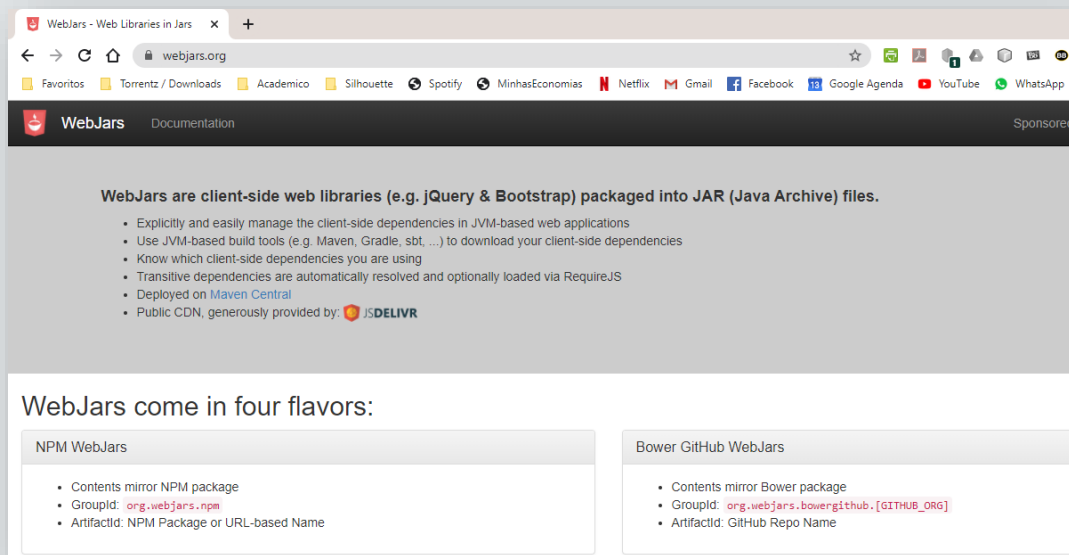 WebJars - Web Libraries in Jars
webjars.org
1
Favoritos Torrentz / Downloads Academico Silhouette Spotify MinhasEconomias Netflix Gmail Facebook 13 Google Agenda YouTube WhatsApp
WebJars Documentation Sponsore
WebJars are client-side web libraries (e.g. jQuery & Bootstrap) packaged into JAR (Java Archive) files.
• Explicitly and easily manage the client-side dependencies in JVM-based web applications
• Use JVM-based build tools (e.g. Maven, Gradle, sbt, ...) to download your client-side dependencies
• Know which client-side dependencies you are using
• Transitive dependencies are automatically resolved and optionally loaded via RequireJS
• Deployed on Maven Central
• Public CDN, generously provided by: JSDELIVR
WebJars come in four flavors:
NPM WebJars
• Contents mirror NPM package
• GroupId: org.webjars.npm
• ArtifactId: NPM Package or URL-based Name
Bower GitHub WebJars
• Contents mirror Bower package
• GroupId: org.webjars.bowergithub.[GITHUB_ORG]
• ArtifactId: GitHub Repo Name